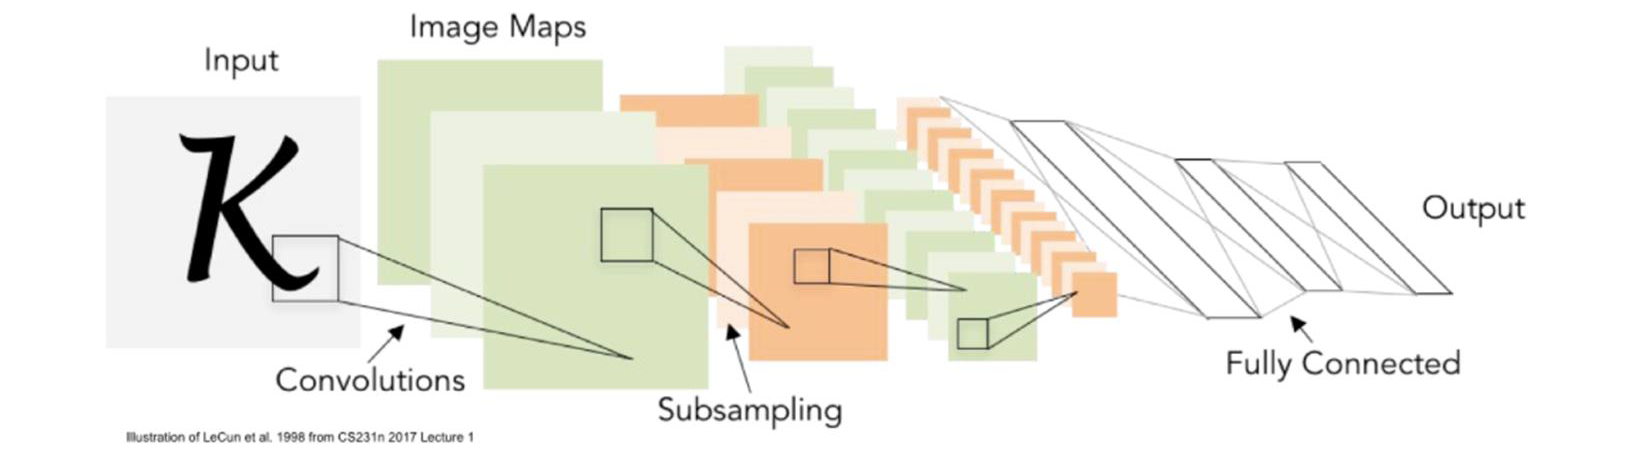 Image Maps
Input
K
Output
Convolutions
Fully Connected
Subsampling
Illustration of LeCun et al. 1998 from CS231n 2017 Lecture 1